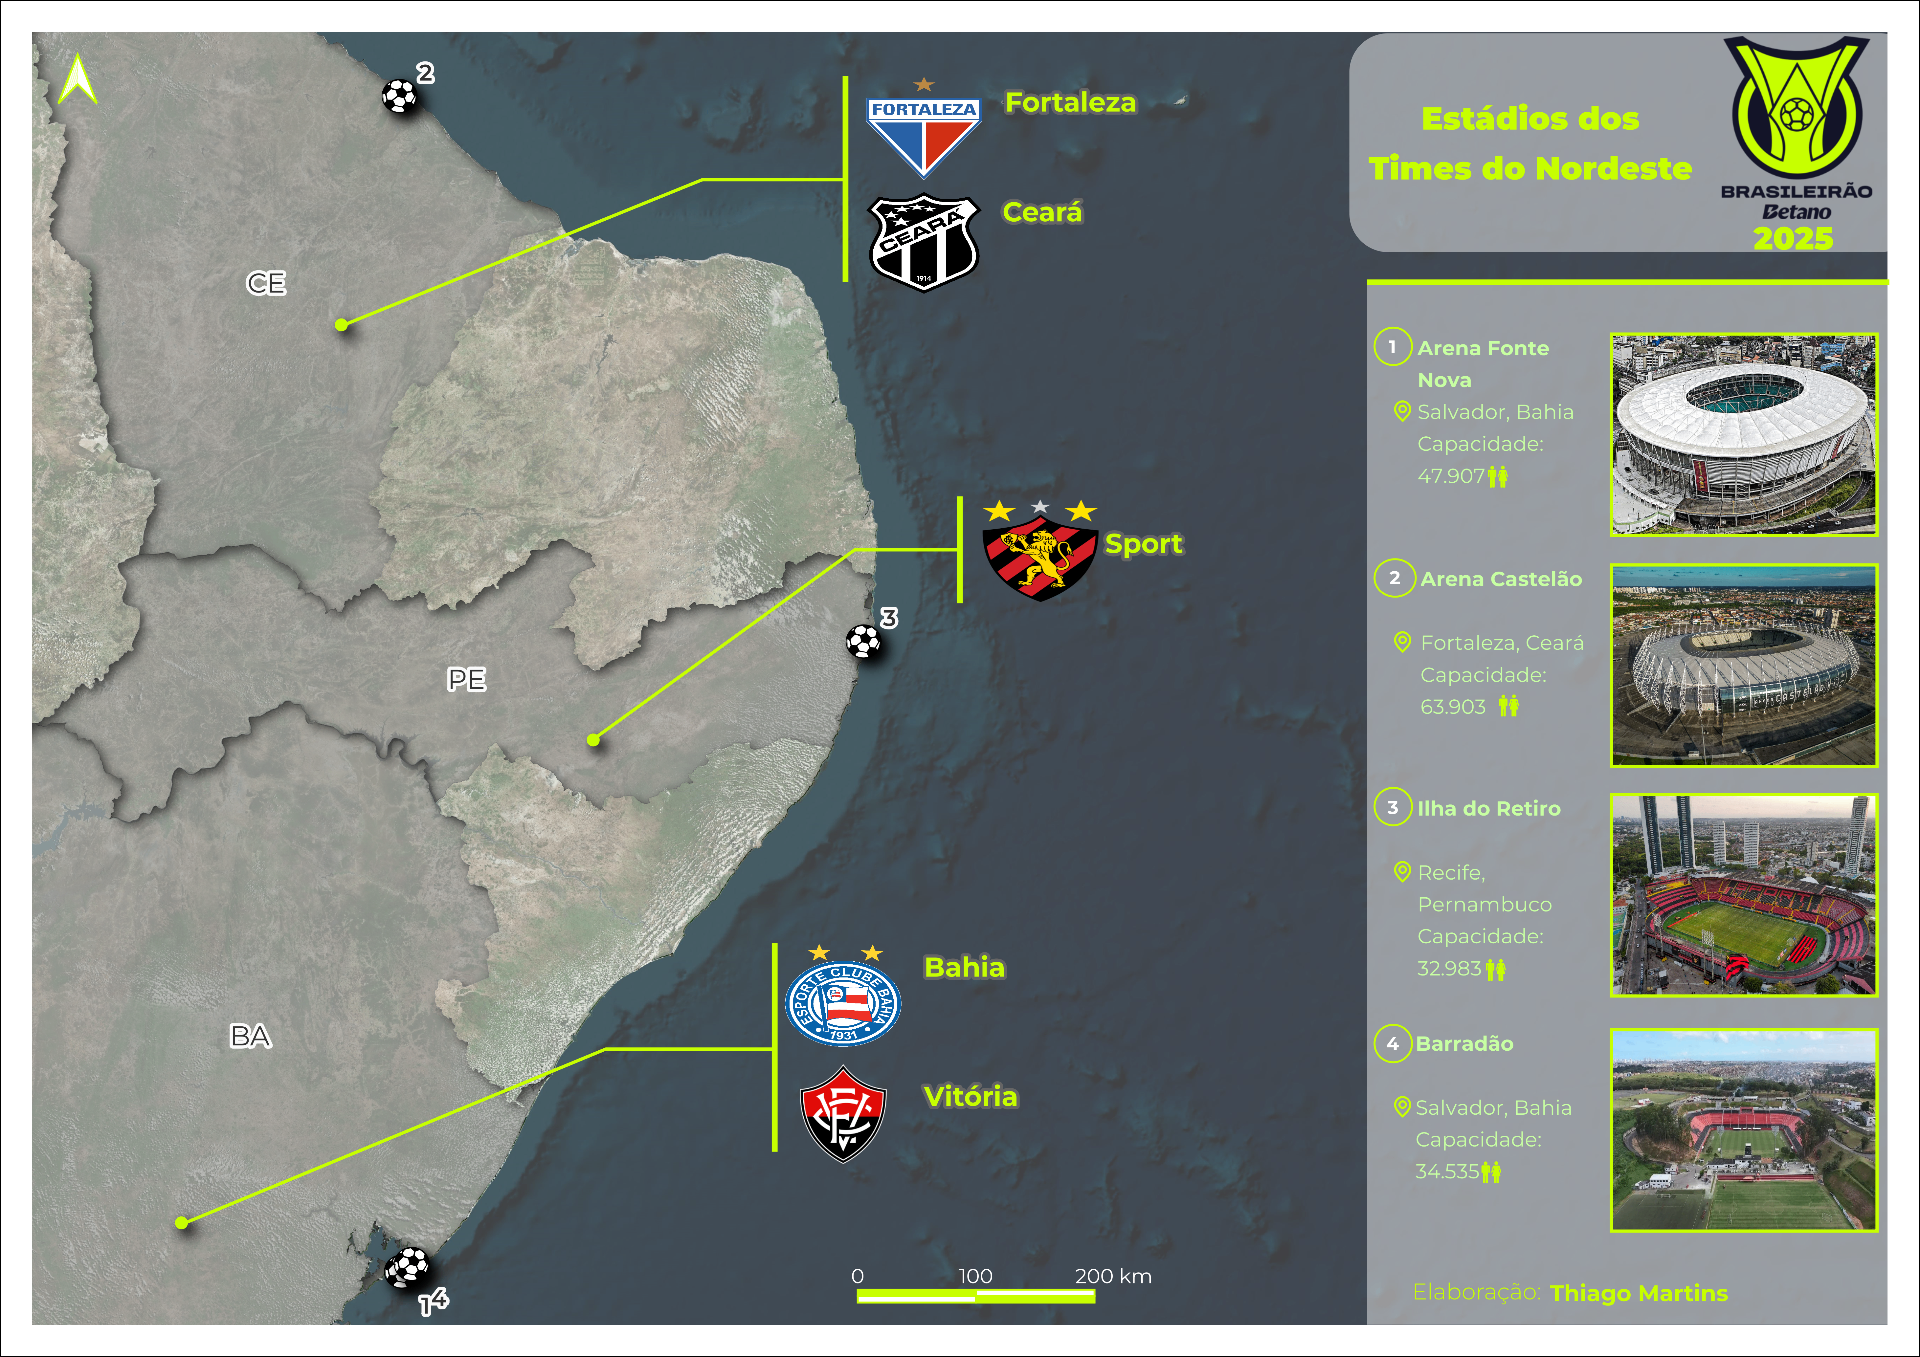 Estádios dos
Times do Nordeste
BRASILEIRÃO
Betano
2025
2
FORTALEZA
Fortaleza
CEARÁ
1914
Ceará
CE
Sport
3
PE
ESPORTE CLUBE BAHIA
1931
Bahia
ECV
Vitória
BA
1
4
0 100 200 km
1 Arena Fonte
Nova
Salvador, Bahia
Capacidade:
47.907
2 Arena Castelão
Fortaleza, Ceará
Capacidade:
63.903
3 Ilha do Retiro
Recife,
Pernambuco
Capacidade:
32.983
4 Barradão
Salvador, Bahia
Capacidade:
34.535
Elaboração: Thiago Martins